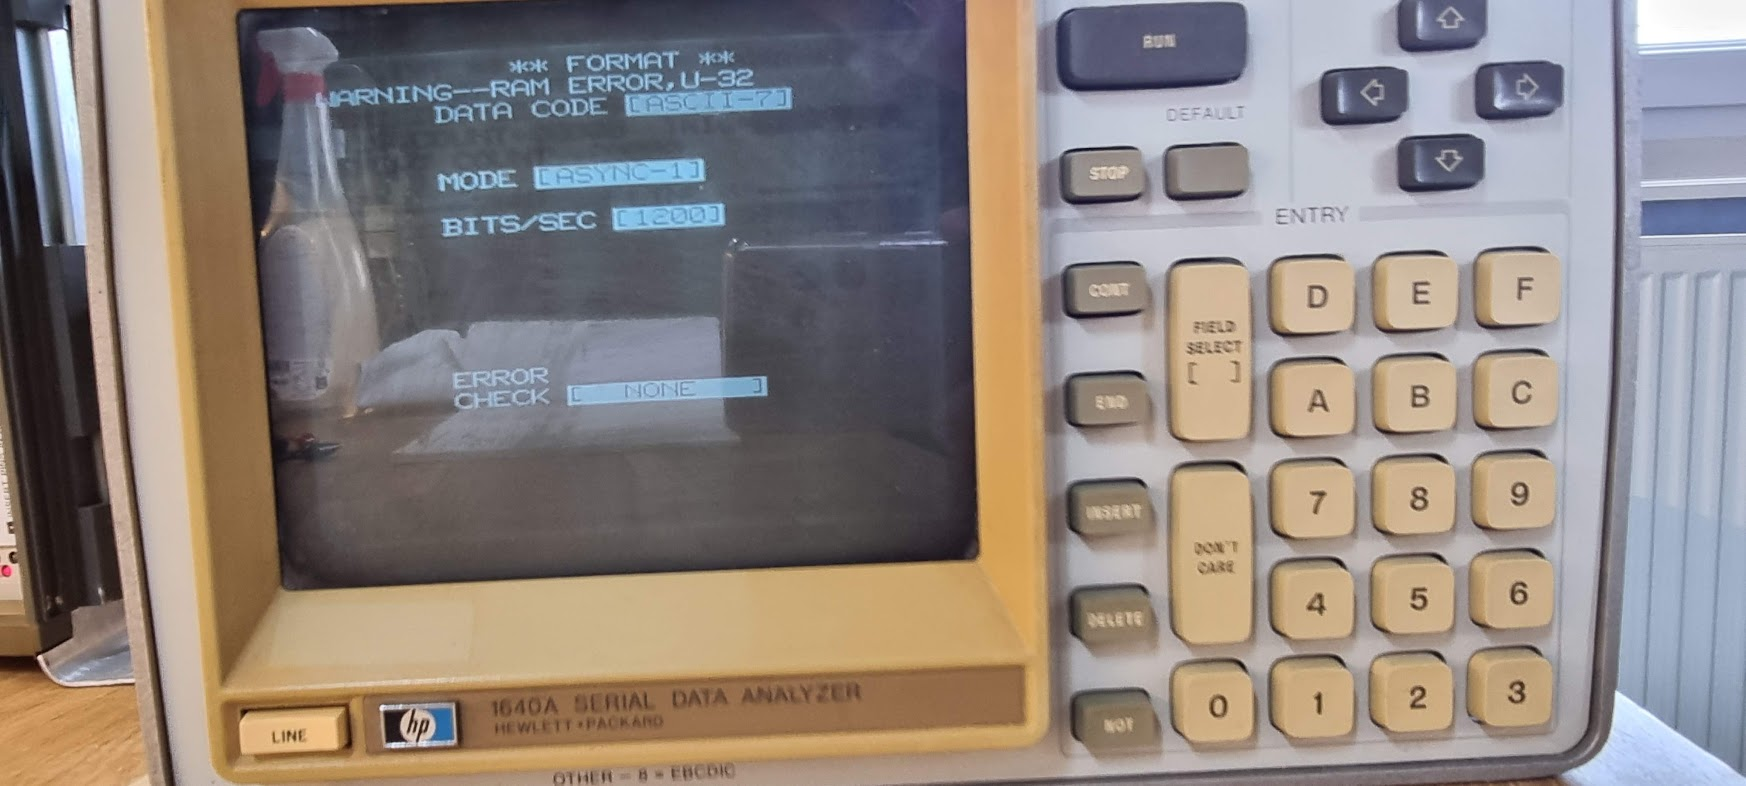 ** FORMAT **
WARNING--RAM ERROR,U-32
DATA CODE [ASCII-7]
MODE [ASYNC-1]
BITS/SEC [1200]
ERROR
CHECK [ NONE ]
LINE
hp
1640A SERIAL DATA ANALYZER
HEWLETT•PACKARD
OTHER = 8 = EBCDIC
RUN
DEFAULT
STOP
ENTRY
CONT
FIELD
SELECT
[ ]
D E F
END
A B C
INSERT
DON'T
CARE
7 8 9
DELETE
4 5 6
NOT
0 1 2 3